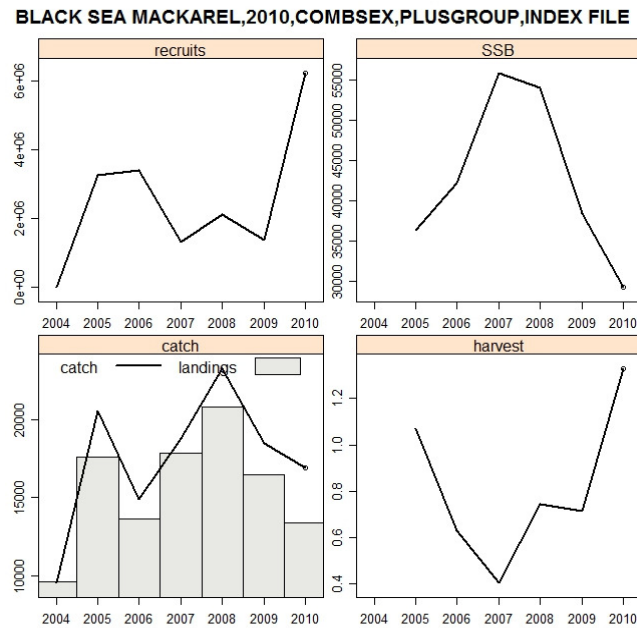 BLACK SEA MACKAREL,2010,COMBSEX,PLUSGROUP,INDEX FILE
recruits
0e+00 2e+06 4e+06 6e+06
2004 2005 2006 2007 2008 2009 2010
SSB
30000 35000 40000 45000 50000 55000
2004 2005 2006 2007 2008 2009 2010
catch
catch landings
10000 15000 20000
2004 2005 2006 2007 2008 2009 2010
harvest
0.4 0.6 0.8 1.0 1.2
2004 2005 2006 2007 2008 2009 2010